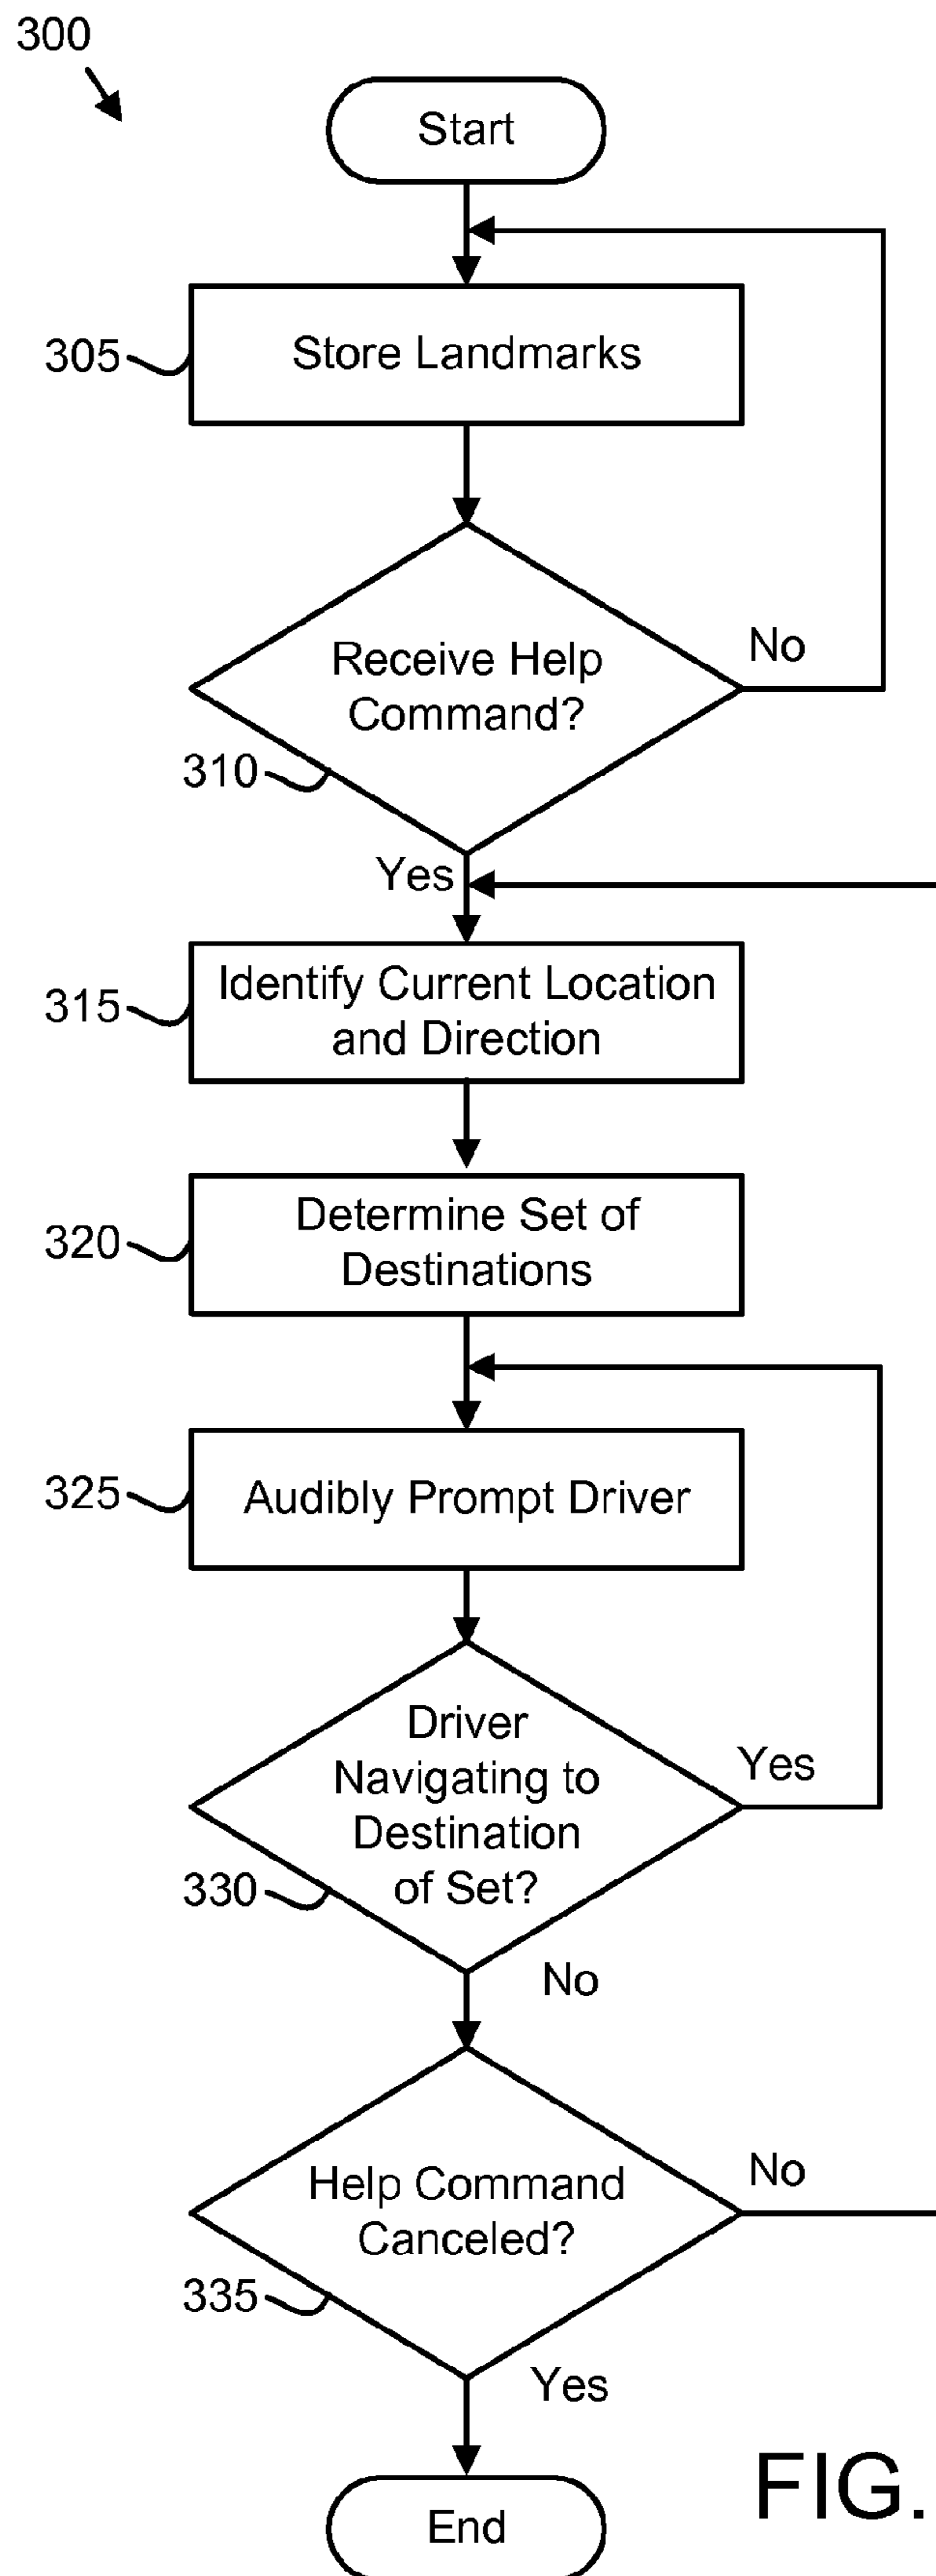 300
Start
305
Store Landmarks
Receive Help
Command?
No
310
Yes
315
Identify Current Location
and Direction
320
Determine Set of
Destinations
325
Audibly Prompt Driver
Driver
Navigating to
Destination
of Set?
Yes
330
No
Help Command
Canceled?
No
335
Yes
End
FIG.